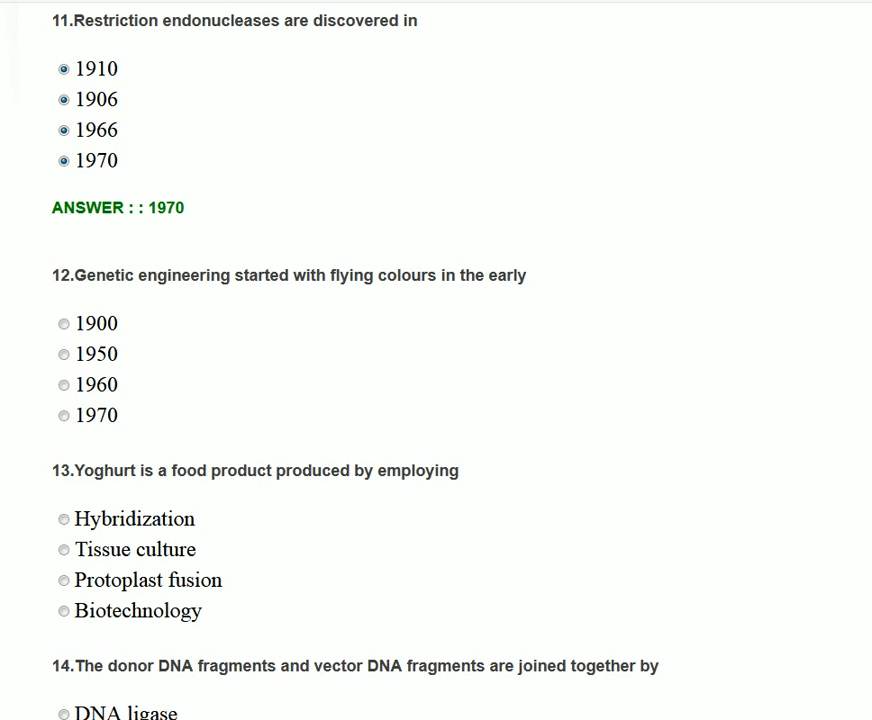 11.Restriction endonucleases are discovered in
1910
1906
1966
1970
ANSWER : : 1970
12.Genetic engineering started with flying colours in the early
1900
1950
1960
1970
13.Yoghurt is a food product produced by employing
Hybridization
Tissue culture
Protoplast fusion
Biotechnology
14.The donor DNA fragments and vector DNA fragments are joined together by
DNA ligase